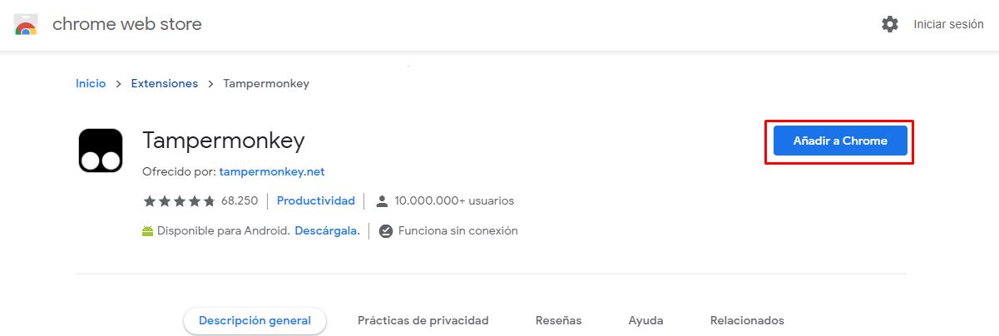 chrome web store
Iniciar sesión
Inicio > Extensiones > Tampermonkey
Tampermonkey
Añadir a Chrome
Ofrecido por: tampermonkey.net
68.250 | Productividad | 10.000.000+ usuarios
Disponible para Android. Descárgala. | Funciona sin conexión
Descripción general
Prácticas de privacidad
Reseñas
Ayuda
Relacionados